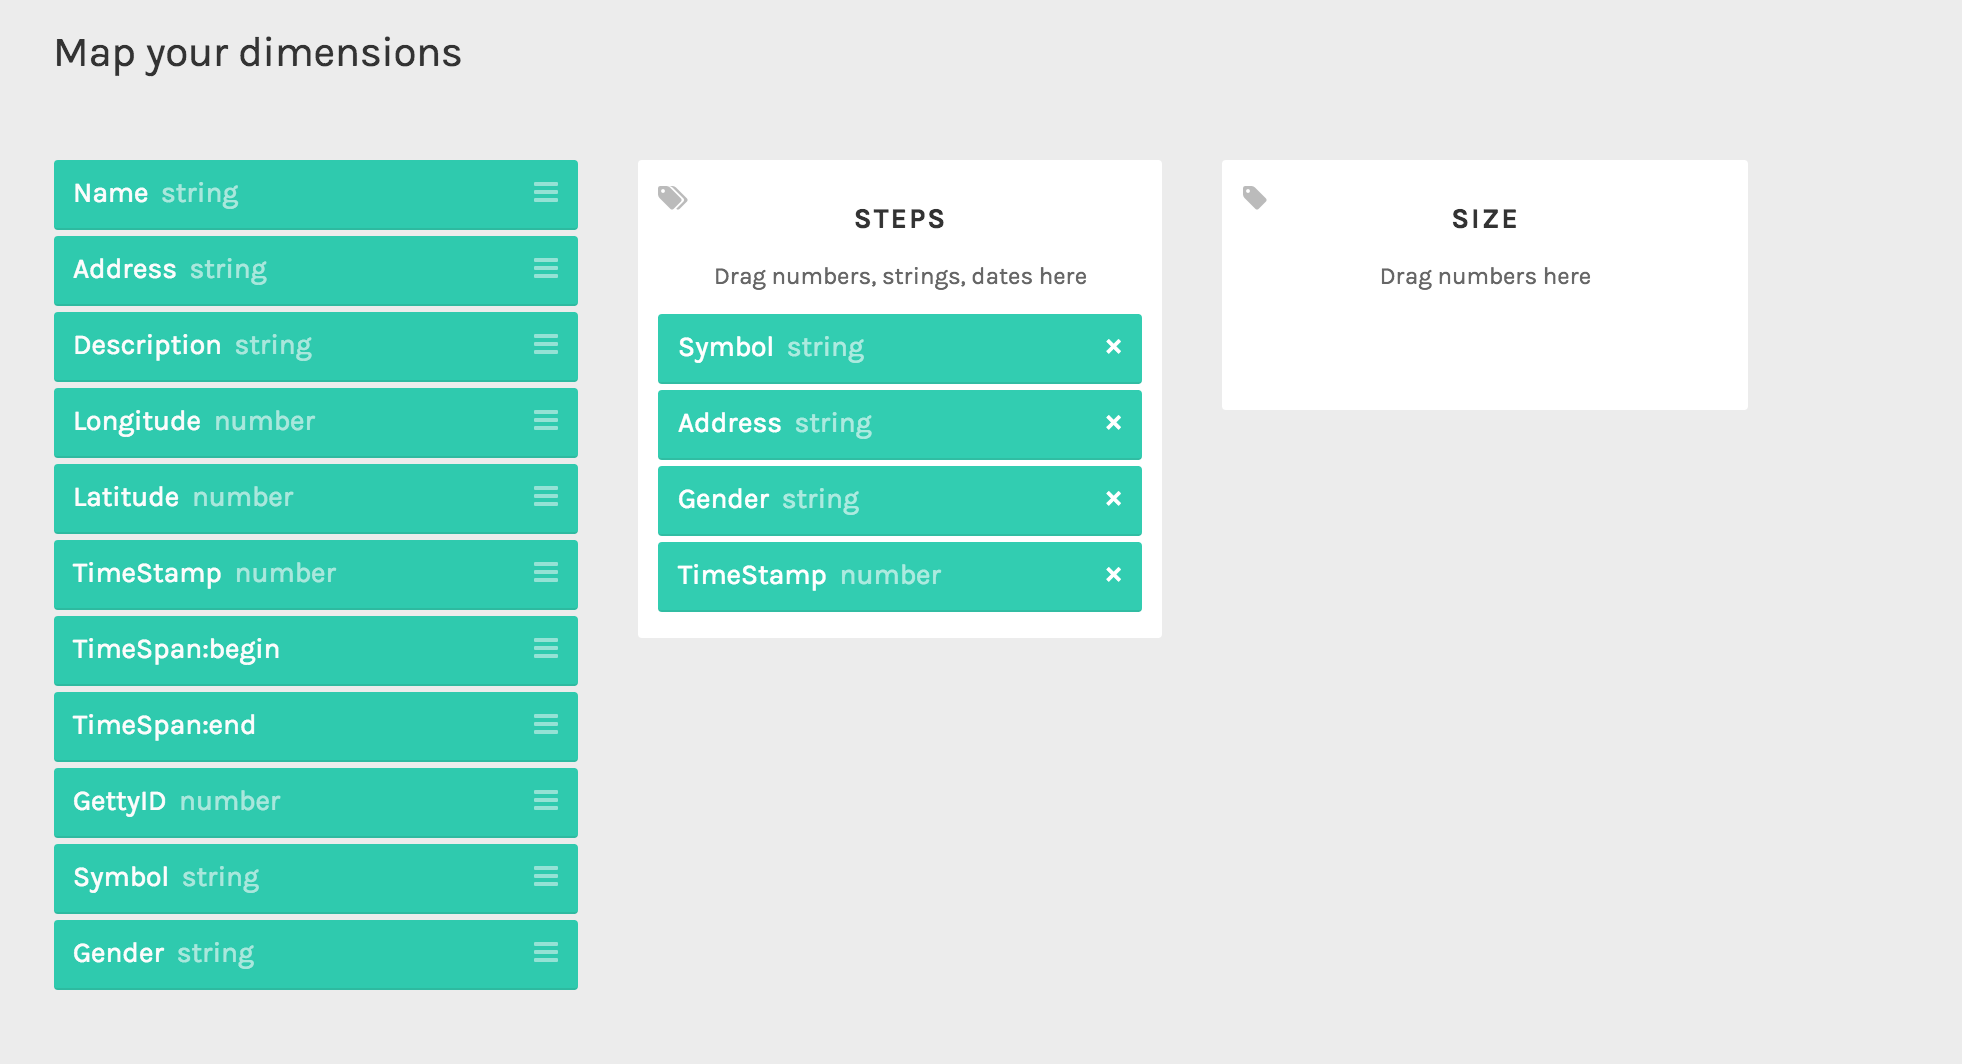 Map your dimensions
Name string
Address string
Description string
Longitude number
Latitude number
TimeStamp number
TimeSpan:begin
TimeSpan:end
GettyID number
Symbol string
Gender string
STEPS
Drag numbers, strings, dates here
Symbol string
Address string
Gender string
TimeStamp number
SIZE
Drag numbers here